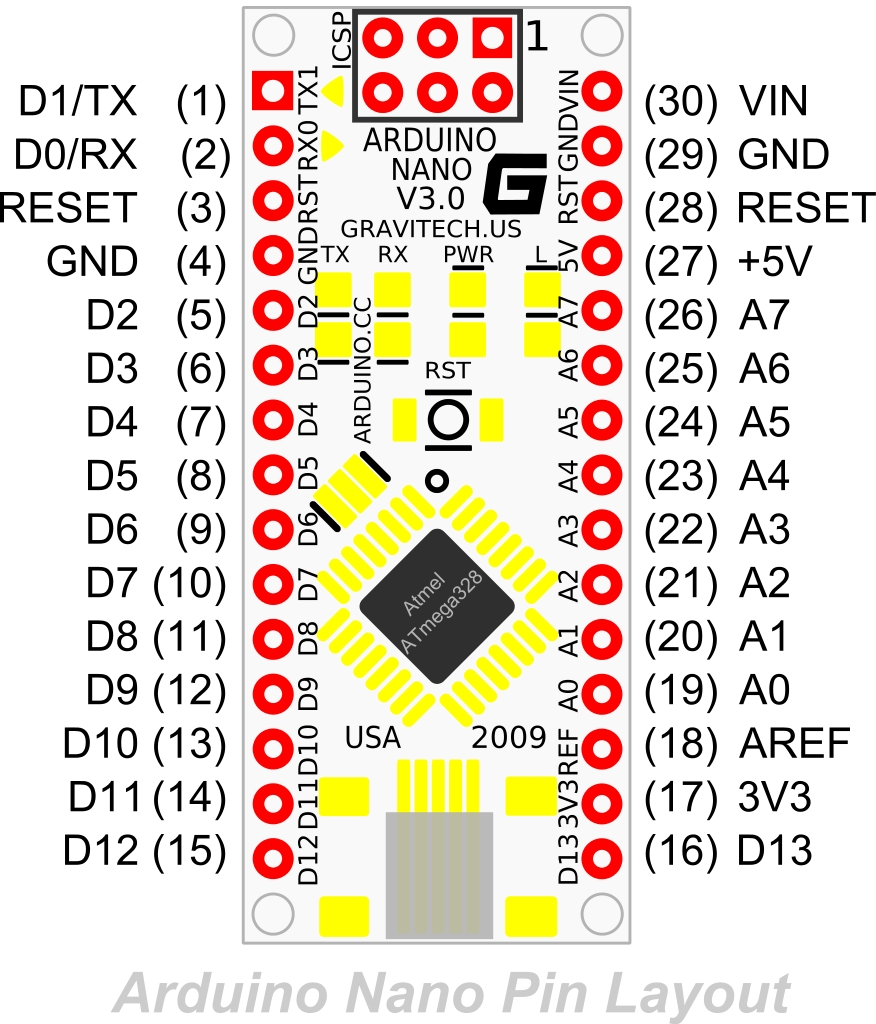 ICSP
1
D1/TX (1) TX1 VIN (30) VIN
ARDUINO
D0/RX (2) RX0 GND (29) GND
NANO
V3.0
RESET (3) RST RST (28) RESET
GRAVITECH.US
TX RX PWR L
GND (4) GND 5V (27) +5V
D2 (5) D2 A7 (26) A7
ARDUINO.CC
D3 (6) D3 A6 (25) A6
RST
D4 (7) D4 A5 (24) A5
D5 (8) D5 A4 (23) A4
D6 (9) D6 A3 (22) A3
D7 (10) D7 A2 (21) A2
Atmel
ATmega328
D8 (11) D8 A1 (20) A1
D9 (12) D9 A0 (19) A0
USA 2009
D10 (13) D10 REF (18) AREF
D11 (14) D11 3V3 (17) 3V3
D12 (15) D12 D13 (16) D13
Arduino Nano Pin Layout